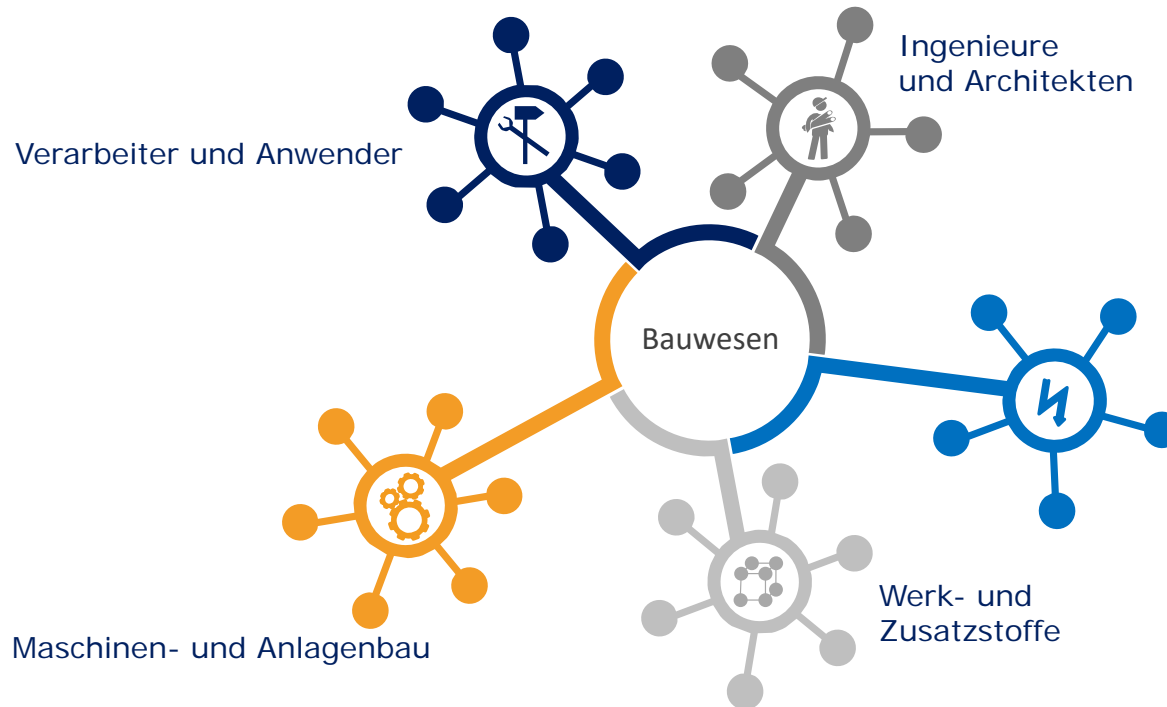 Ingenieure
und Architekten
Verarbeiter und Anwender
Bauwesen
Werk- und
Zusatzstoffe
Maschinen- und Anlagenbau